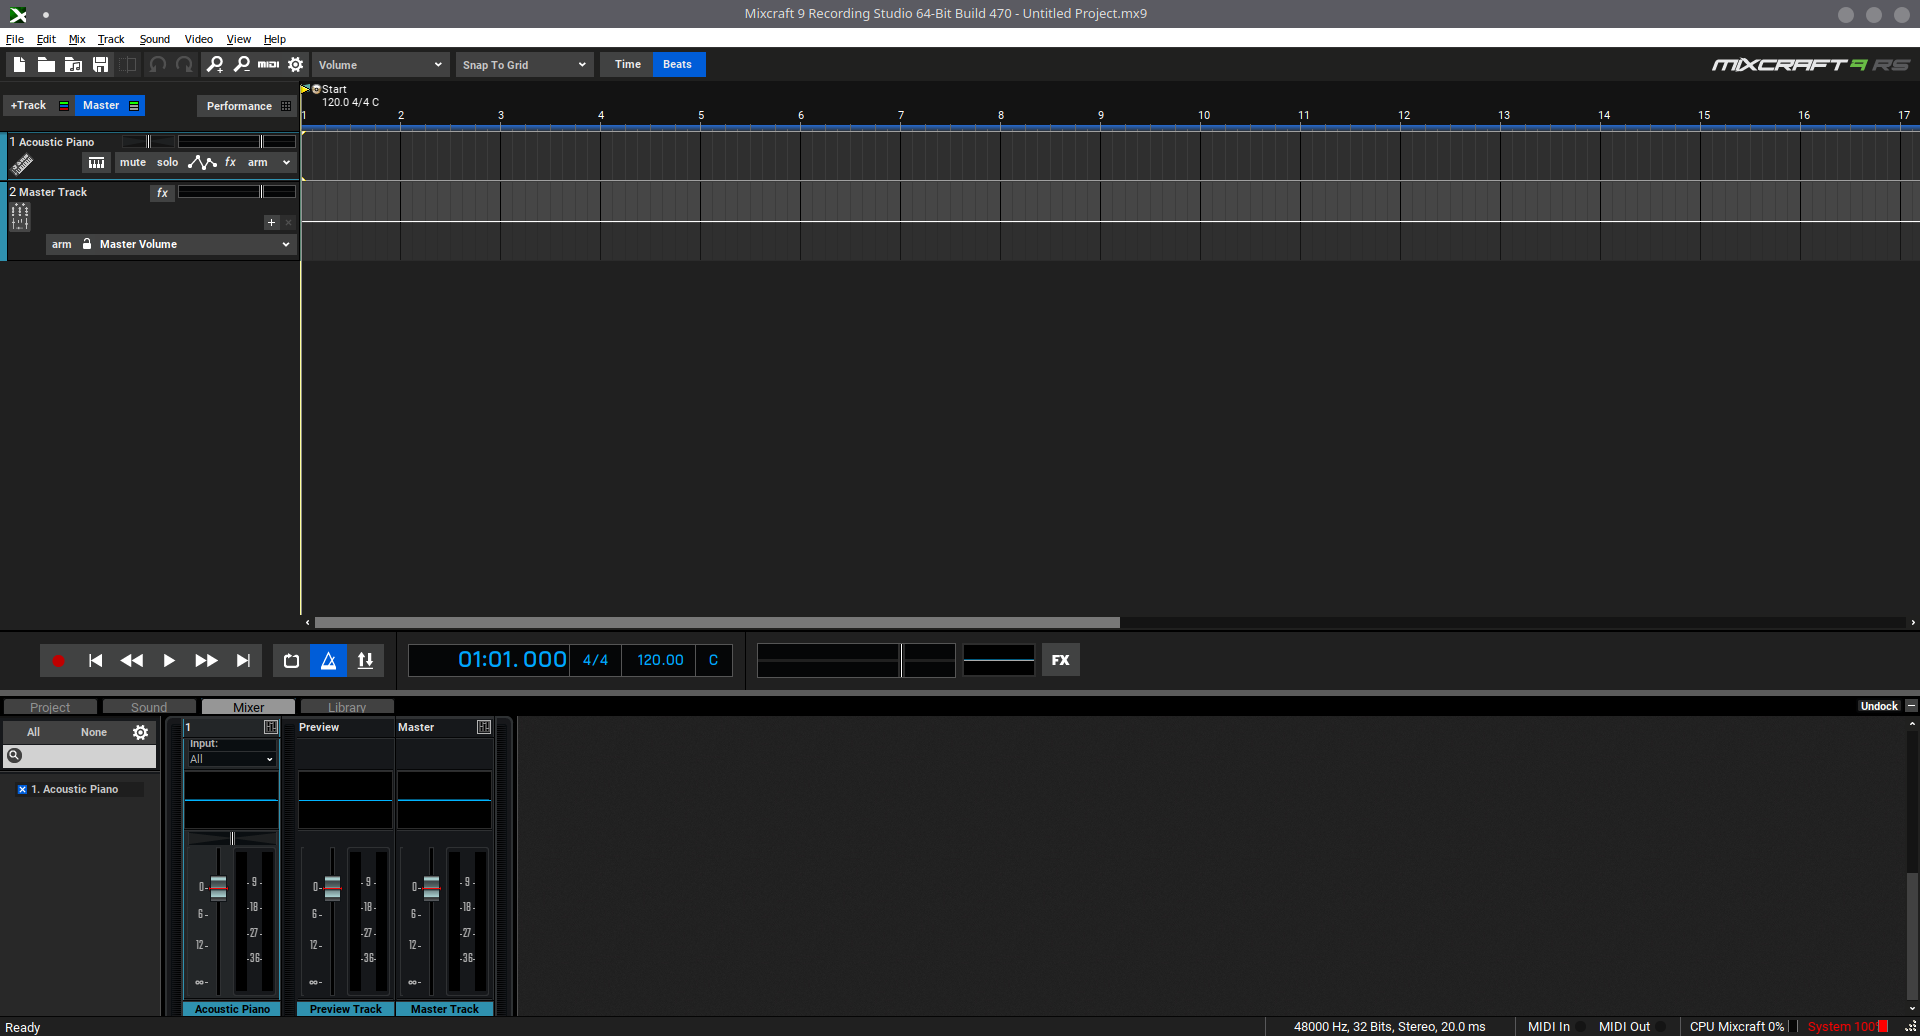 Mixcraft 9 Recording Studio 64-Bit Build 470 - Untitled Project.mx9
File Edit Mix Track Sound Video View Help
MIDI Volume Snap To Grid Time Beats MIXCRAFT 9 RS
+Track Master Performance
Start
120.0 4/4 C
1 2 3 4 5 6 7 8 9 10 11 12 13 14 15 16 17
1 Acoustic Piano
mute solo fx arm
2 Master Track fx
arm Master Volume
01:01.000 4/4 120.00 C FX
Project Sound Mixer Library Undock
All None
1 Preview Master
Input:
All
1. Acoustic Piano
0- -9- 0- -9- 0- -9-
6- -18- 6- -18- 6- -18-
-27- -27- -27-
12- -36- 12- -36- 12- -36-
∞- ∞- ∞-
Acoustic Piano Preview Track Master Track
Ready 48000 Hz, 32 Bits, Stereo, 20.0 ms MIDI In MIDI Out CPU Mixcraft 0% System 100